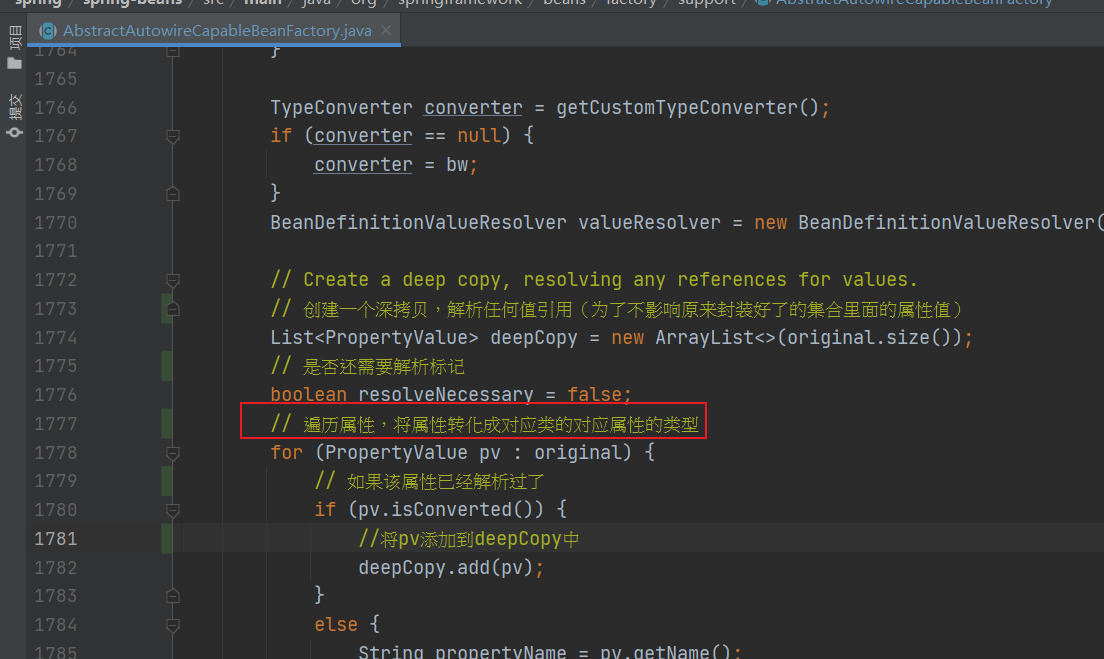 spring / spring-beans / src / main / java / org / springframework / beans / factory / support / AbstractAutowireCapableBeanFactory
项目
提交
AbstractAutowireCapableBeanFactory.java ×
1764 }
1765
1766 TypeConverter converter = getCustomTypeConverter();
1767 if (converter == null) {
1768 converter = bw;
1769 }
1770 BeanDefinitionValueResolver valueResolver = new BeanDefinitionValueResolver(
1771
1772 // Create a deep copy, resolving any references for values.
1773 // 创建一个深拷贝，解析任何值引用（为了不影响原来封装好了的集合里面的属性值）
1774 List<PropertyValue> deepCopy = new ArrayList<>(original.size());
1775 // 是否还需要解析标记
1776 boolean resolveNecessary = false;
1777 // 遍历属性，将属性转化成对应类的对应属性的类型
1778 for (PropertyValue pv : original) {
1779 // 如果该属性已经解析过了
1780 if (pv.isConverted()) {
1781 //将pv添加到deepCopy中
1782 deepCopy.add(pv);
1783 }
1784 else {
1785 String propertyName = pv.getName();